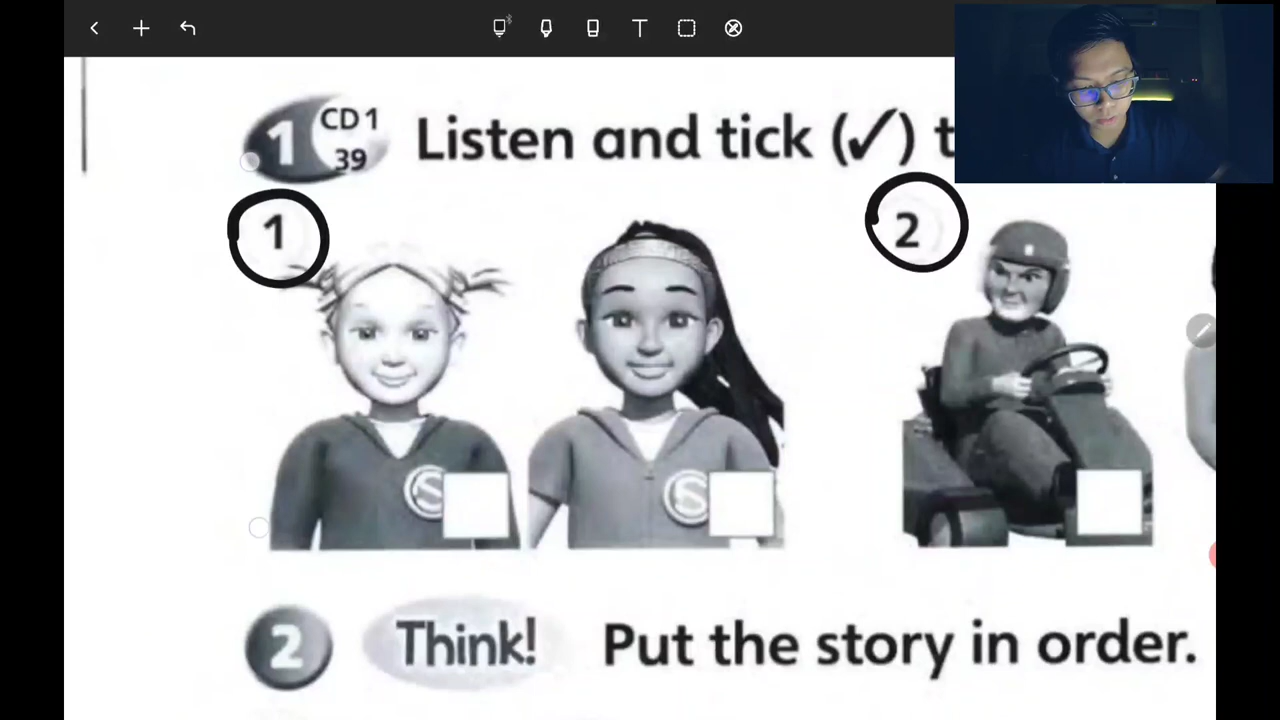 1 CD 1
39
Listen and tick (✓) t
1
2
S
S
2 Think! Put the story in order.